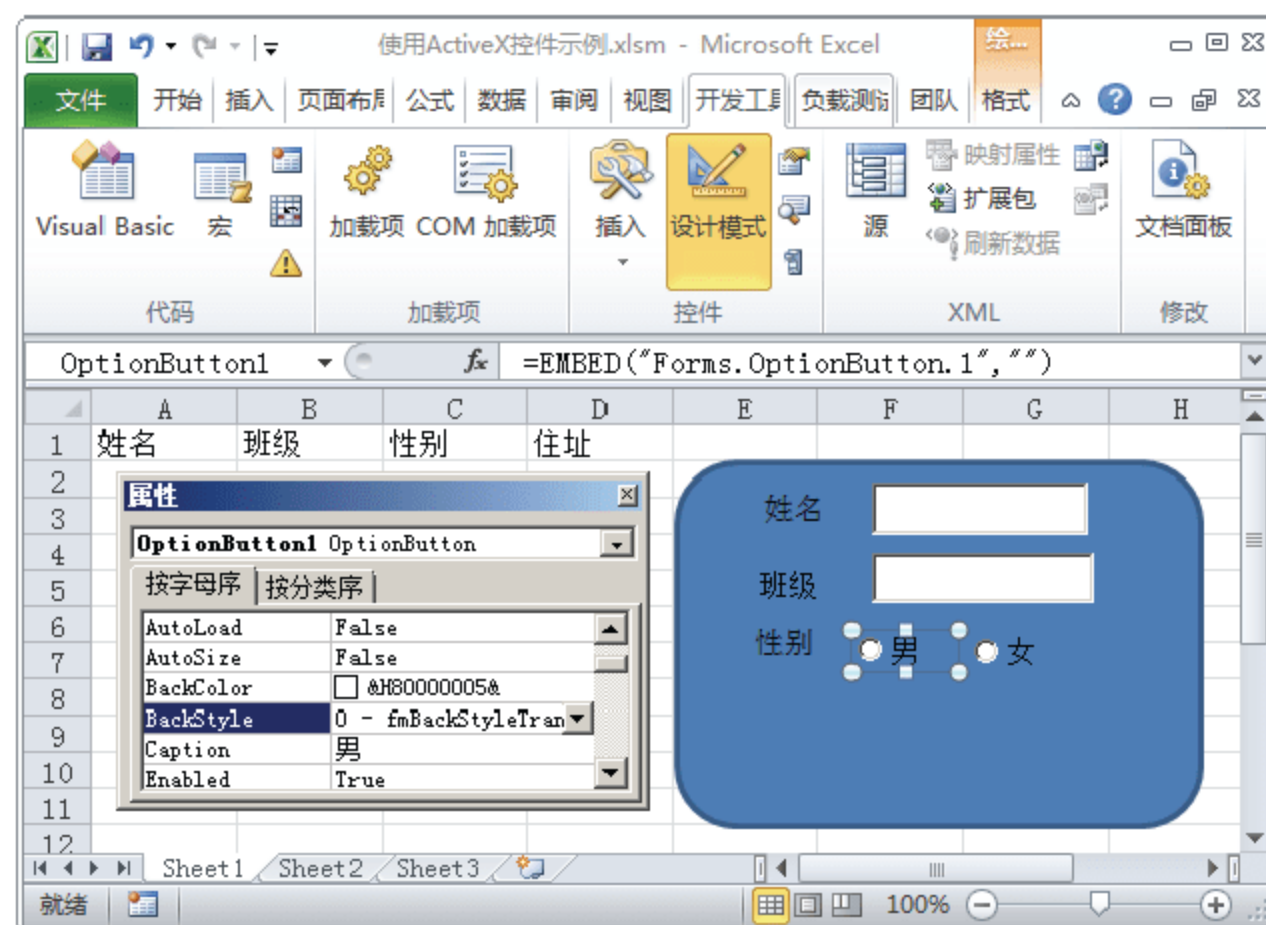 使用ActiveX控件示例.xlsm - Microsoft Excel 绘...
文件 开始 插入 页面布局 公式 数据 审阅 视图 开发工具 负载测试 团队 格式
映射属性
扩展包
刷新数据
Visual Basic 宏 加载项 COM 加载项 插入 设计模式 源 文档面板
代码 加载项 控件 XML 修改
OptionButton1 fx =EMBED("Forms.OptionButton.1","")
A B C D E F G H
1 姓名 班级 性别 住址
2
3
4
5
6
7
8
9
10
11
12
属性
OptionButton1 OptionButton
按字母序 按分类序
AutoLoad False
AutoSize False
BackColor &H80000005&
BackStyle 0 - fmBackStyleTran
Caption 男
Enabled True
姓名
班级
性别 男 女
Sheet1 Sheet2 Sheet3
就绪 100%